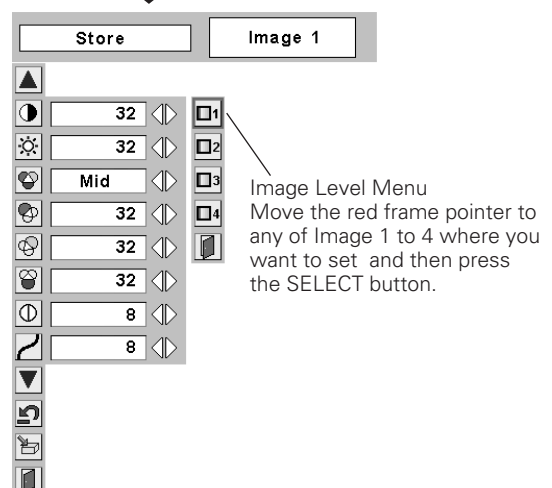 Store
Image 1
32
1
32
2
Mid
3
32
4
32
32
8
8
Image Level Menu
Move the red frame pointer to
any of Image 1 to 4 where you
want to set and then press
the SELECT button.